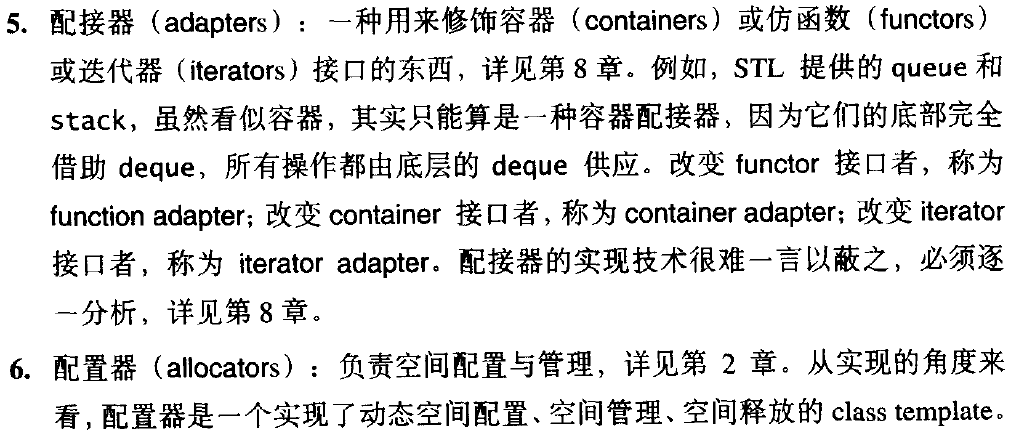 5. 配接器（adapters）：一种用来修饰容器（containers）或仿函数（functors）
或迭代器（iterators）接口的东西，详见第 8 章。例如，STL 提供的 queue 和
stack，虽然看似容器，其实只能算是一种容器配接器，因为它们的底部完全
借助 deque，所有操作都由底层的 deque 供应。改变 functor 接口者，称为
function adapter；改变 container 接口者，称为 container adapter；改变 iterator
接口者，称为 iterator adapter。配接器的实现技术很难一言以蔽之，必须逐
一分析，详见第 8 章。
6. 配置器（allocators）：负责空间配置与管理，详见第 2 章。从实现的角度来
看，配置器是一个实现了动态空间配置、空间管理、空间释放的 class template。